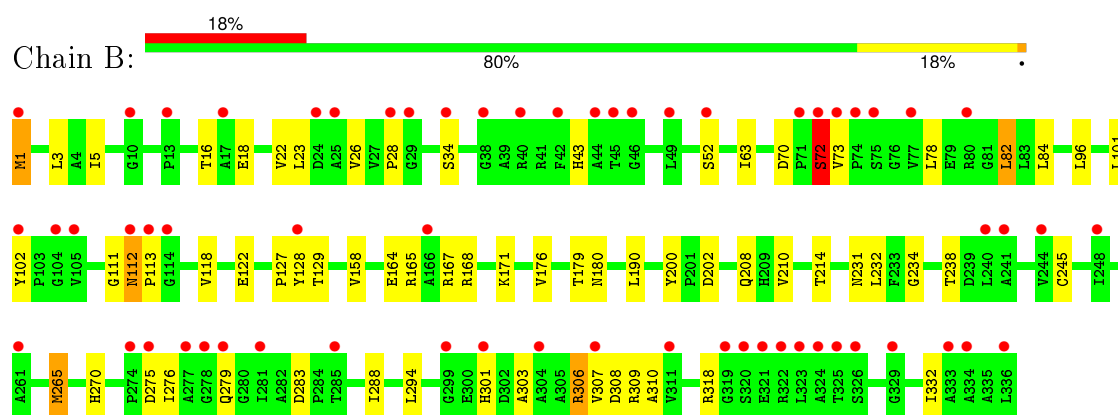 18%
Chain B:
80% 18% •
M1 L3 A4 I5 G10 P13 T16 A17 E18 V22 L23 D24 A25 V26 V27 P28 G29 S34 G38 A39 R40 R41 F42 H43 A44 T45 G46 L49 S52 I63 D70 P71 S72 V73 P74 S75 G76 V77 L78 E79 R80 G81 L82 L83 L84 L96 L101
Y102 P103 G104 V105 G111 N112 P113 G114 V118 E122 P127 Y128 T129 V158 E164 R165 A166 R167 R168 K171 V176 T179 N180 L190 Y200 P201 D202 Q208 H209 V210 T214 N231 L232 F233 G234 T238 D239 L240 A241 V244 C245 I248
A261 M265 H270 P274 D275 I276 A277 G278 Q279 G280 I281 A282 D283 P284 T285 I288 L294 G299 E300 H301 D302 A303 A304 A305 R306 V307 D308 R309 A310 V311 R318 G319 S320 E321 R322 L323 A324 T325 S326 G329 I332 A333 A334 A335 L336